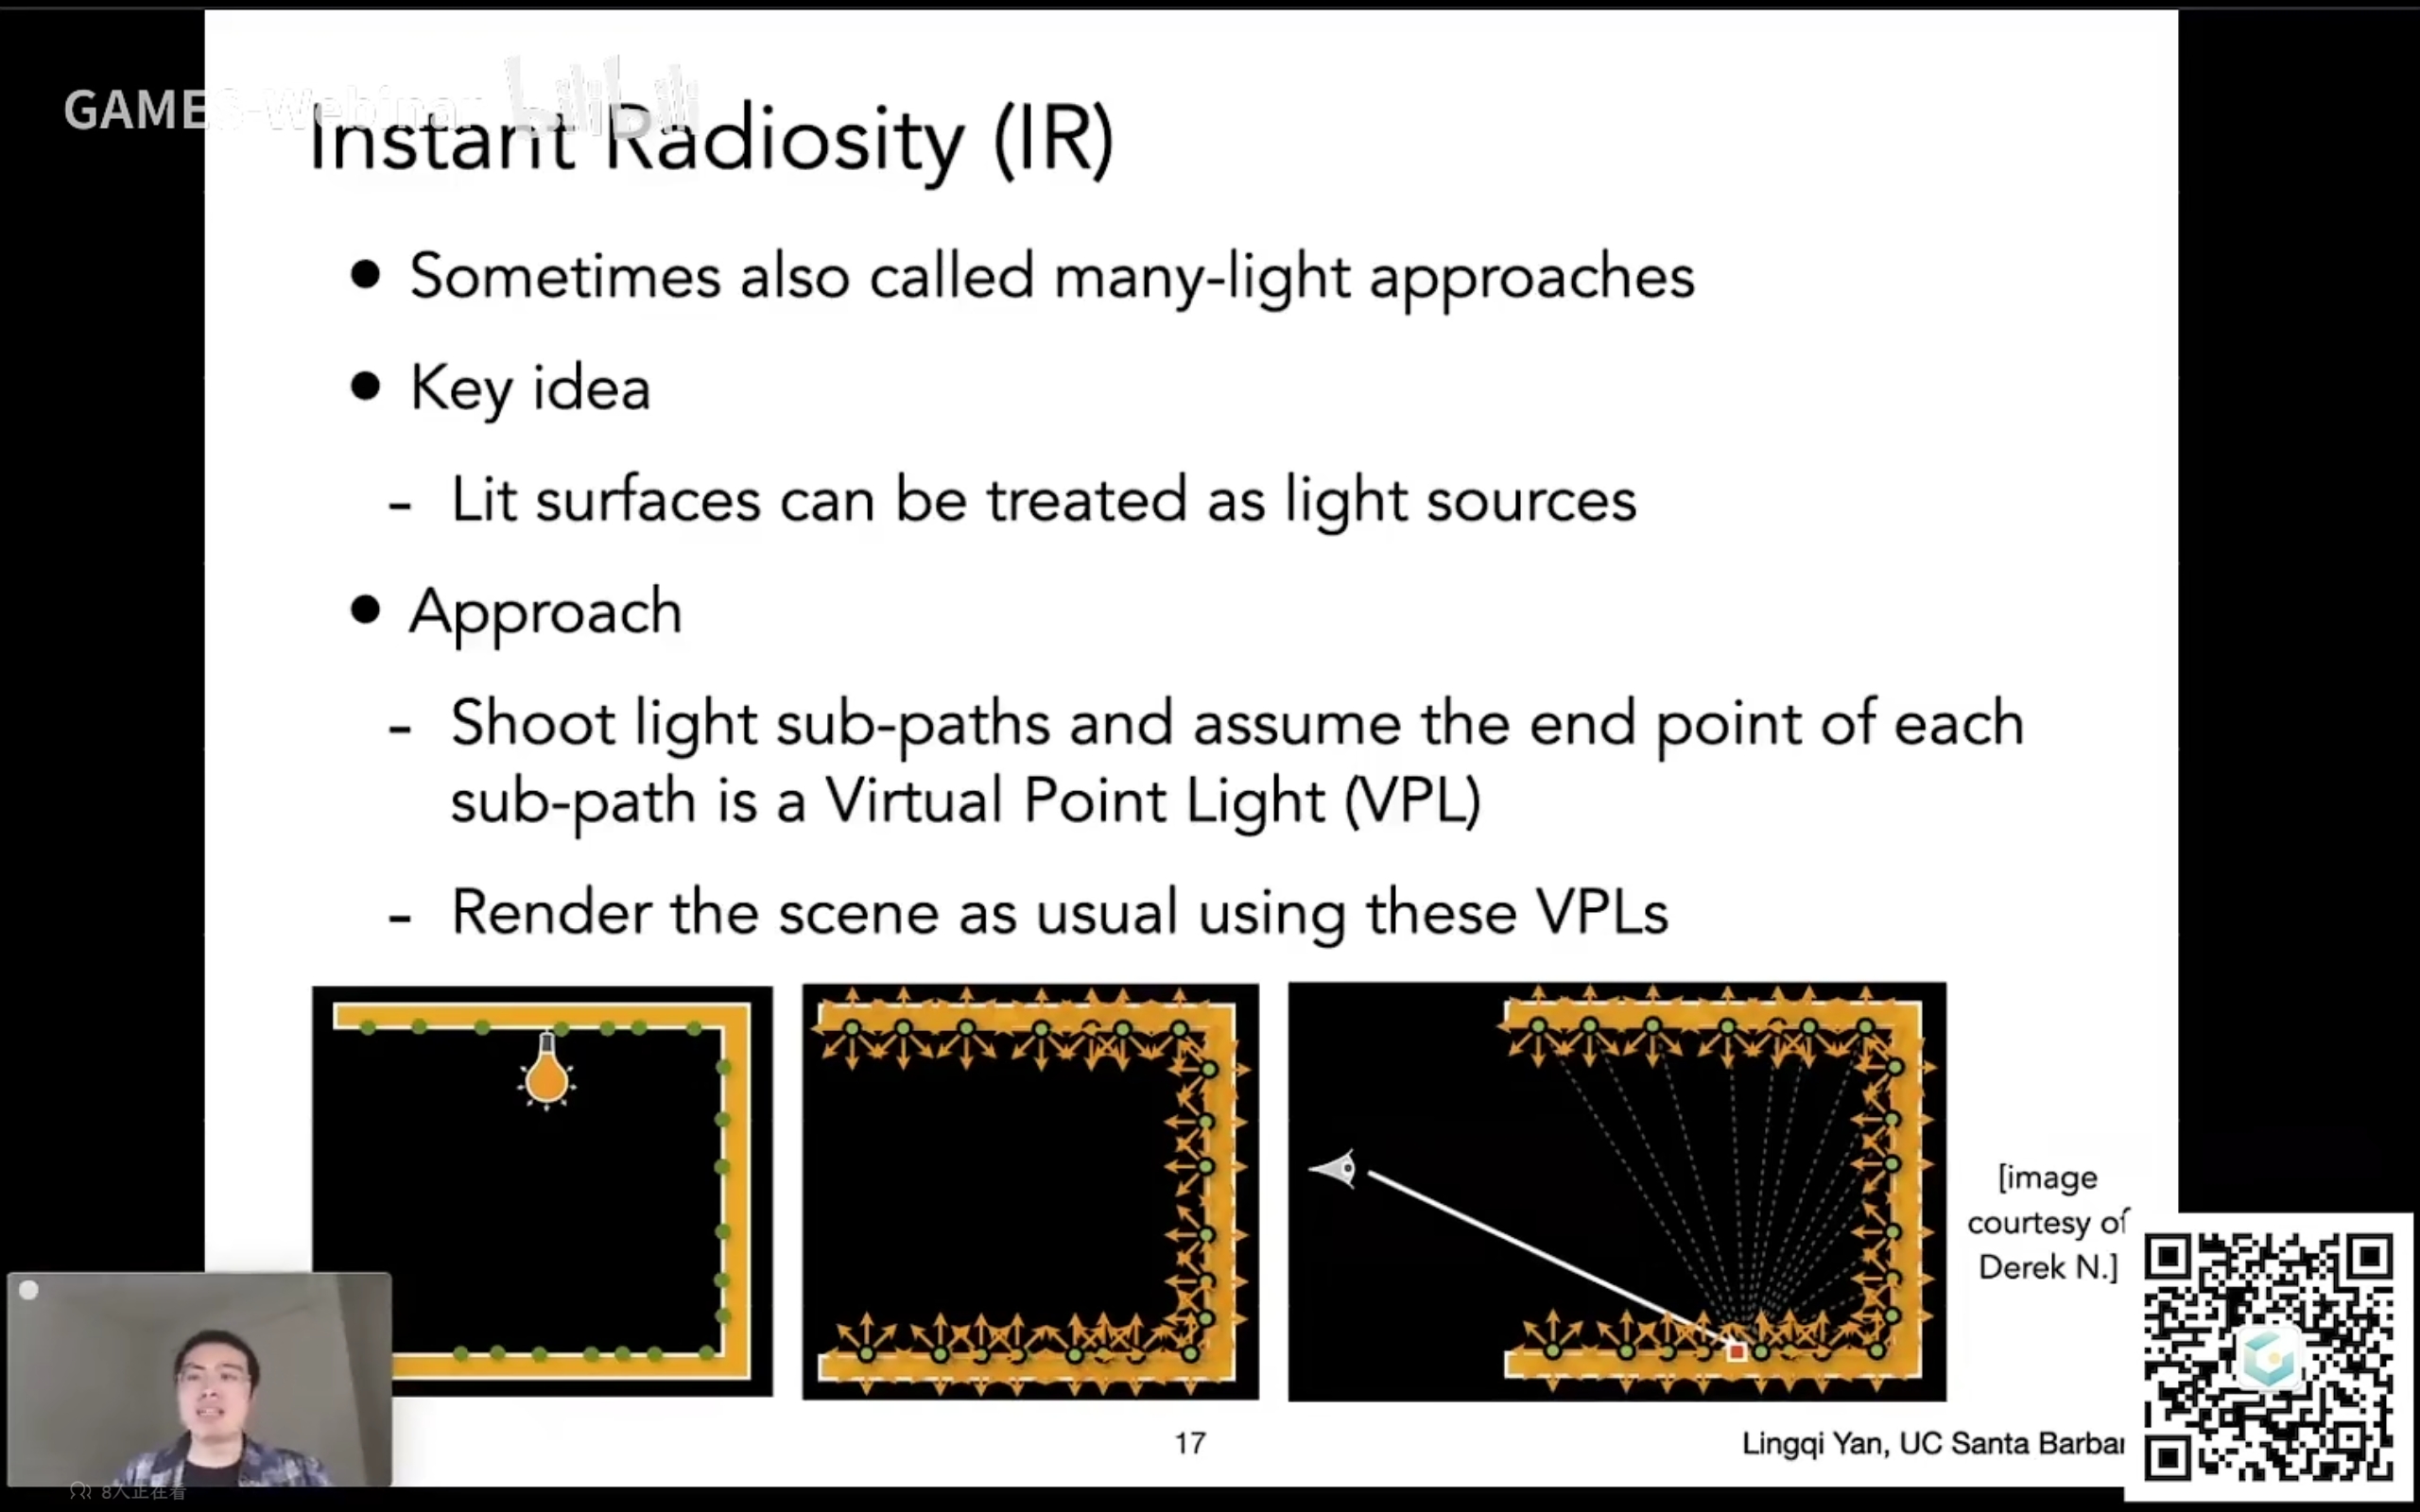 GAMES-Webinar bilibili
Instant Radiosity (IR)
● Sometimes also called many-light approaches
● Key idea
- Lit surfaces can be treated as light sources
● Approach
- Shoot light sub-paths and assume the end point of each
sub-path is a Virtual Point Light (VPL)
- Render the scene as usual using these VPLs
[image
courtesy of
Derek N.]
17
Lingqi Yan, UC Santa Barbar
8人正在看